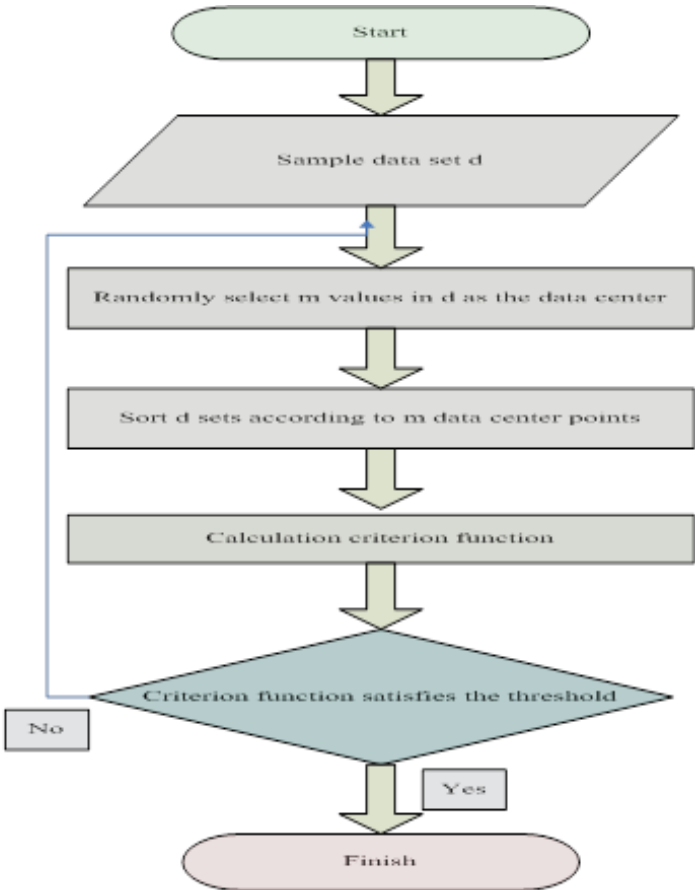 Start
Sample data set d
Randomly select m values in d as the data center
Sort d sets according to m data center points
Calculation criterion function
Criterion function satisfies the threshold
No
Yes
Finish